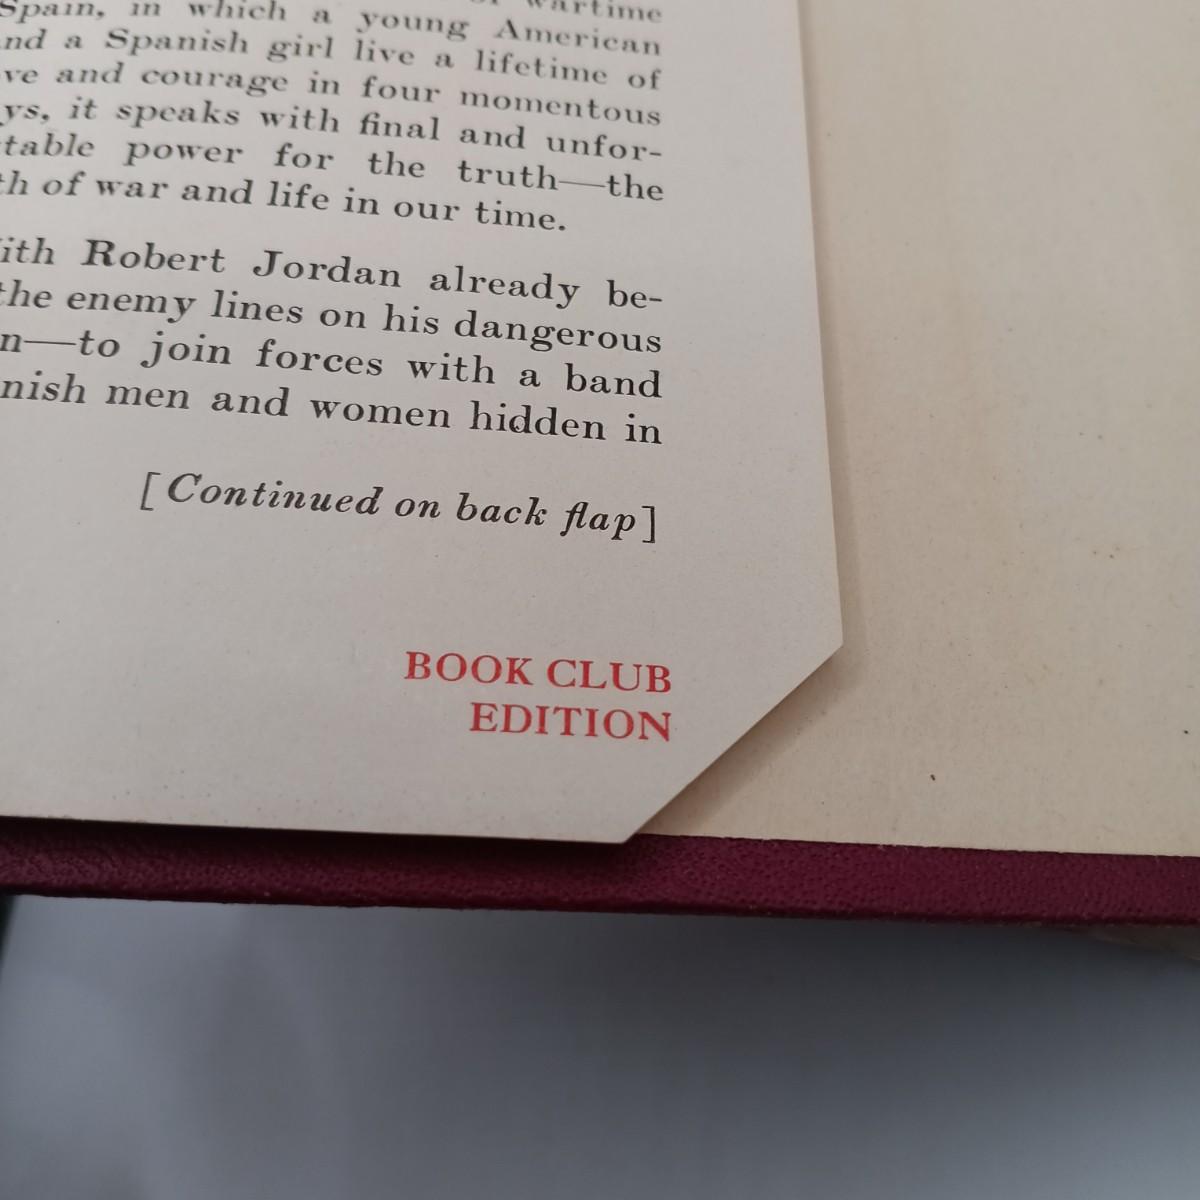 wartime
Spain, in which a young American
nd a Spanish girl live a lifetime of
ve and courage in four momentous
ys, it speaks with final and unfor-
table power for the truth—the
th of war and life in our time.
ith Robert Jordan already be-
the enemy lines on his dangerous
n—to join forces with a band
nish men and women hidden in
[Continued on back flap]
BOOK CLUB
EDITION